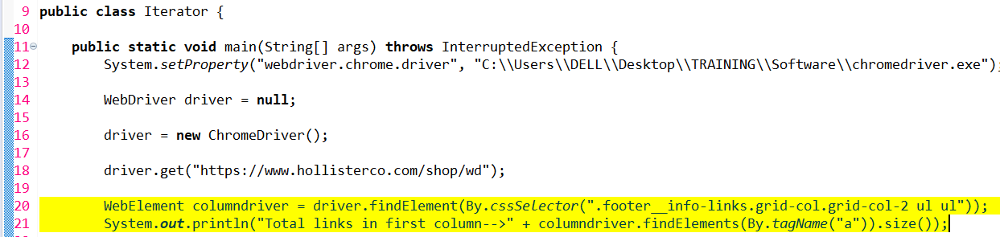 9 public class Iterator {
10
11 public static void main(String[] args) throws InterruptedException {
12 System.setProperty("webdriver.chrome.driver", "C:\\Users\\DELL\\Desktop\\TRAINING\\Software\\chromedriver.exe");
13
14 WebDriver driver = null;
15
16 driver = new ChromeDriver();
17
18 driver.get("https://www.hollisterco.com/shop/wd");
19
20 WebElement columndriver = driver.findElement(By.cssSelector(".footer__info-links.grid-col.grid-col-2 ul ul"));
21 System.out.println("Total links in first column-->" + columndriver.findElements(By.tagName("a")).size());